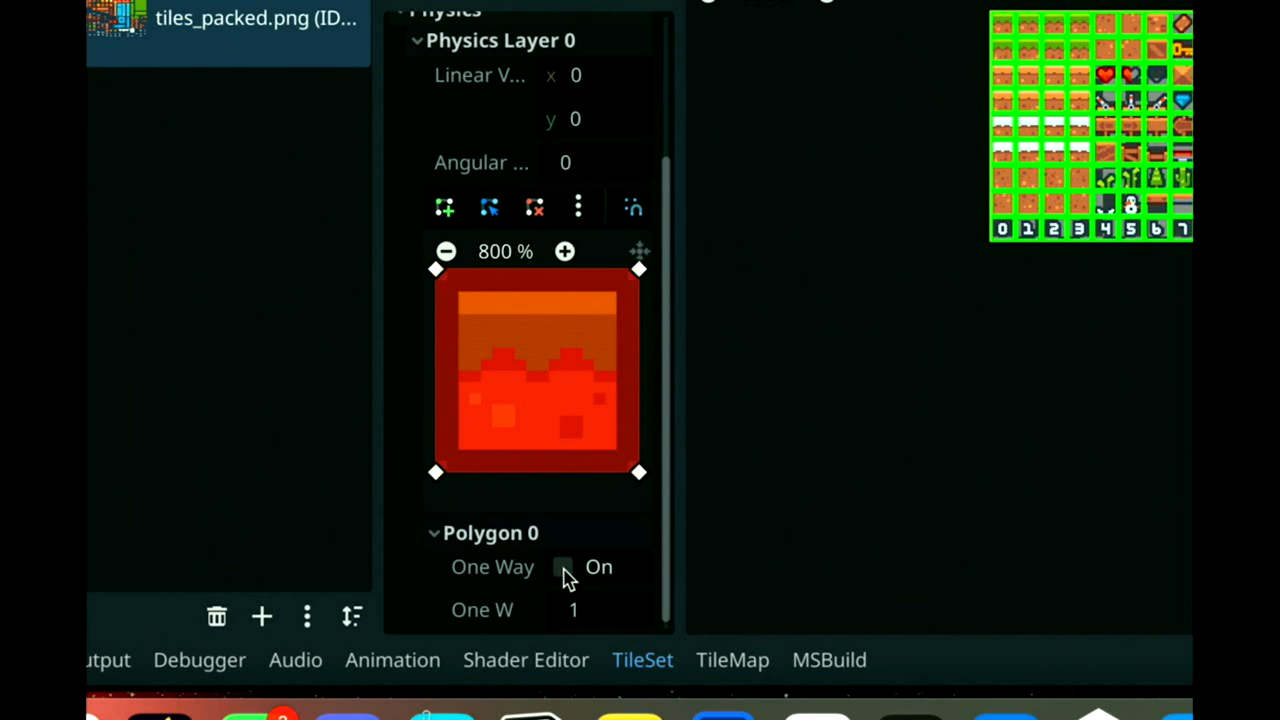 tiles_packed.png (ID...
Physics
Physics Layer 0
Linear V... x 0
y 0
Angular ... 0
800 %
Polygon 0
One Way On
One W 1
0 1 2 3 4 5 6 7
utput Debugger Audio Animation Shader Editor TileSet TileMap MSBuild